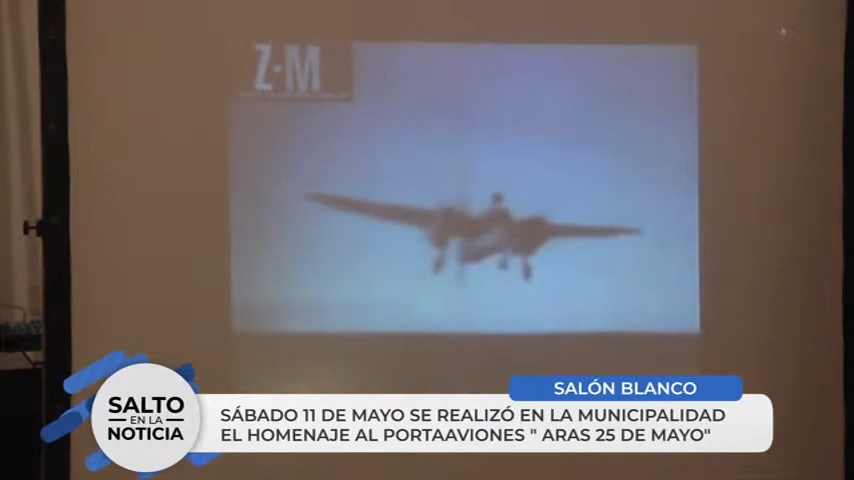 Z-M
SALÓN BLANCO
SÁBADO 11 DE MAYO SE REALIZÓ EN LA MUNICIPALIDAD
EL HOMENAJE AL PORTAAVIONES " ARAS 25 DE MAYO"
SALTO
EN LA
NOTICIA